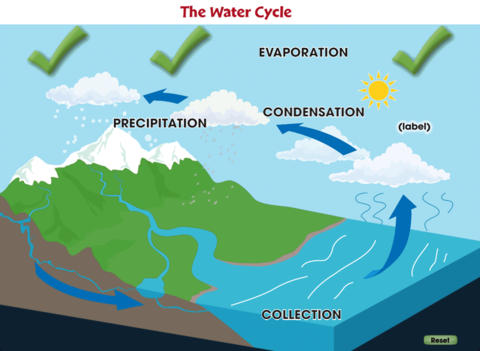 The Water Cycle
EVAPORATION
CONDENSATION
PRECIPITATION
(label)
COLLECTION
Reset